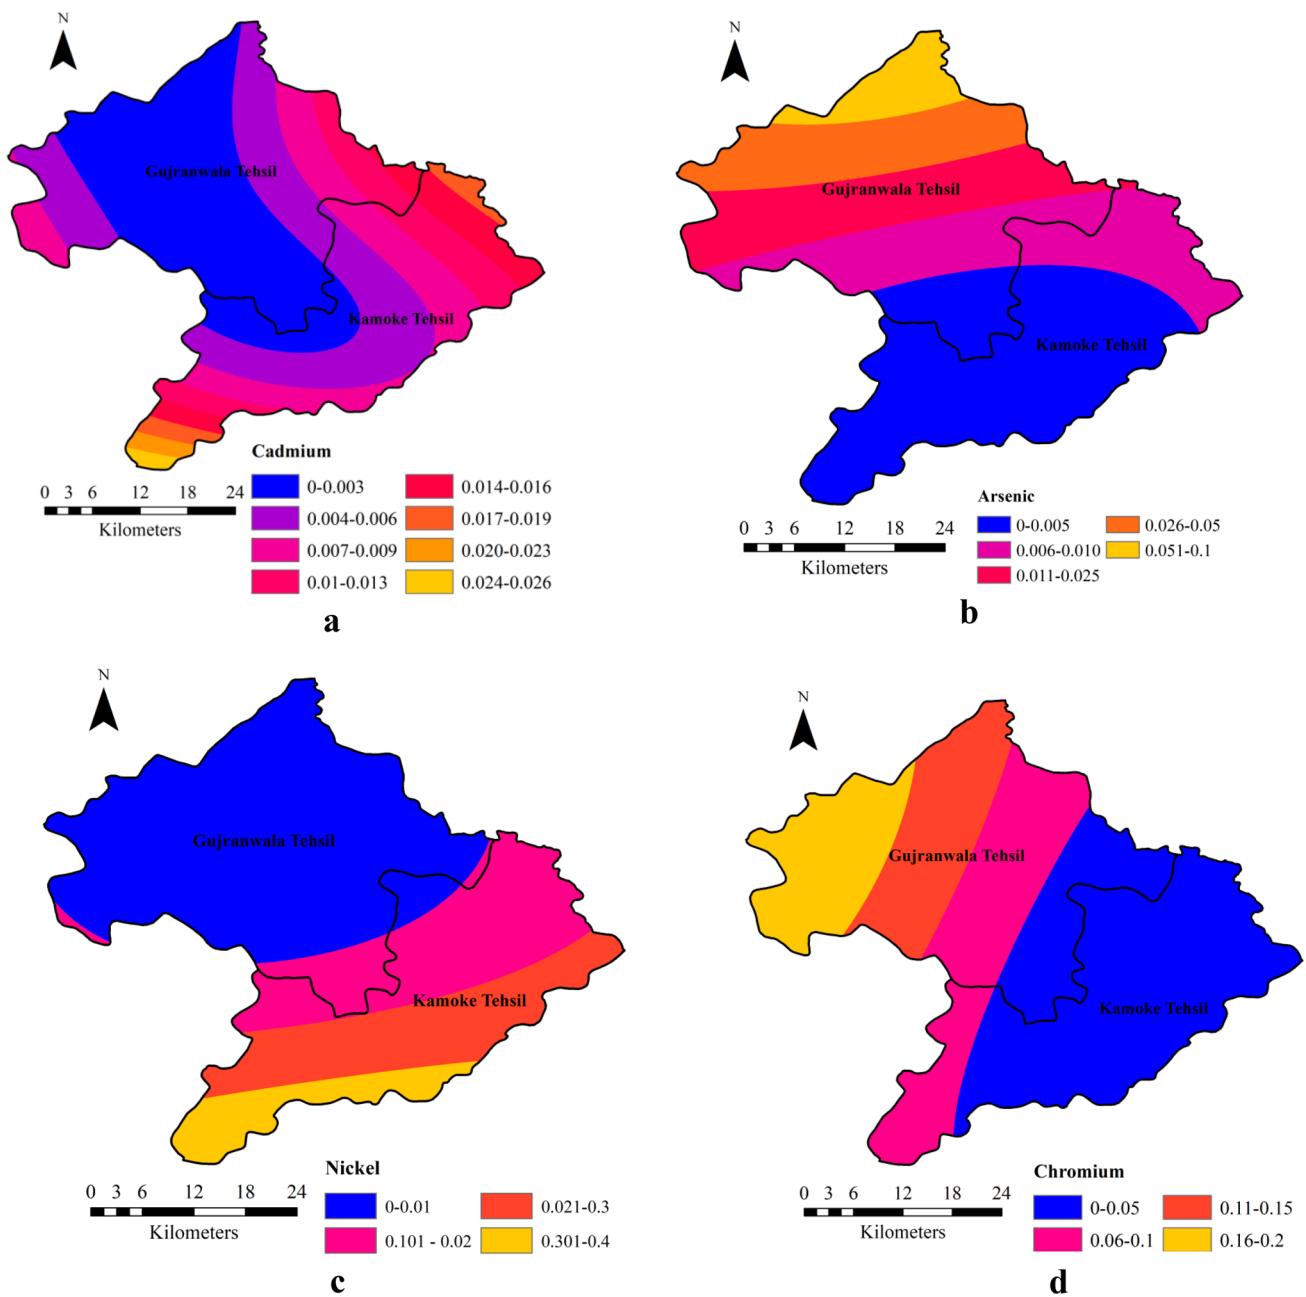 N
Gujranwala Tehsil
Kamoke Tehsil
Cadmium
0-0.003
0.004-0.006
0.007-0.009
0.01-0.013
0.014-0.016
0.017-0.019
0.020-0.023
0.024-0.026
0 3 6 12 18 24
Kilometers
a
N
Gujranwala Tehsil
Kamoke Tehsil
Arsenic
0-0.005
0.006-0.010
0.011-0.025
0.026-0.05
0.051-0.1
0 3 6 12 18 24
Kilometers
b
N
Gujranwala Tehsil
Kamoke Tehsil
Nickel
0-0.01
0.101 - 0.02
0.021-0.3
0.301-0.4
0 3 6 12 18 24
Kilometers
c
N
Gujranwala Tehsil
Kamoke Tehsil
Chromium
0-0.05
0.06-0.1
0.11-0.15
0.16-0.2
0 3 6 12 18 24
Kilometers
d